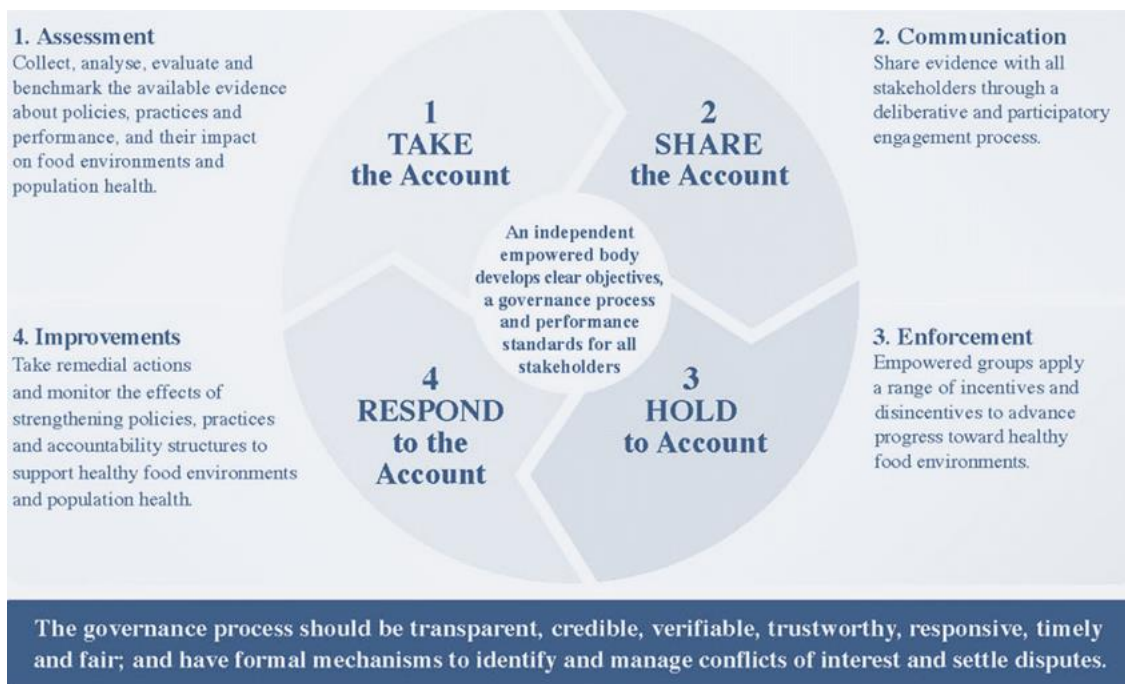 1. Assessment
Collect, analyse, evaluate and
benchmark the available evidence
about policies, practices and
performance, and their impact
on food environments and
population health.
1
TAKE
the Account
2
SHARE
the Account
2. Communication
Share evidence with all
stakeholders through a
deliberative and participatory
engagement process.
An independent
empowered body
develops clear objectives,
a governance process
and performance
standards for all
stakeholders
4. Improvements
Take remedial actions
and monitor the effects of
strengthening policies, practices
and accountability structures to
support healthy food environments
and population health.
4
RESPOND
to the
Account
3
HOLD
to Account
3. Enforcement
Empowered groups apply
a range of incentives and
disincentives to advance
progress toward healthy
food environments.
The governance process should be transparent, credible, verifiable, trustworthy, responsive, timely
and fair; and have formal mechanisms to identify and manage conflicts of interest and settle disputes.